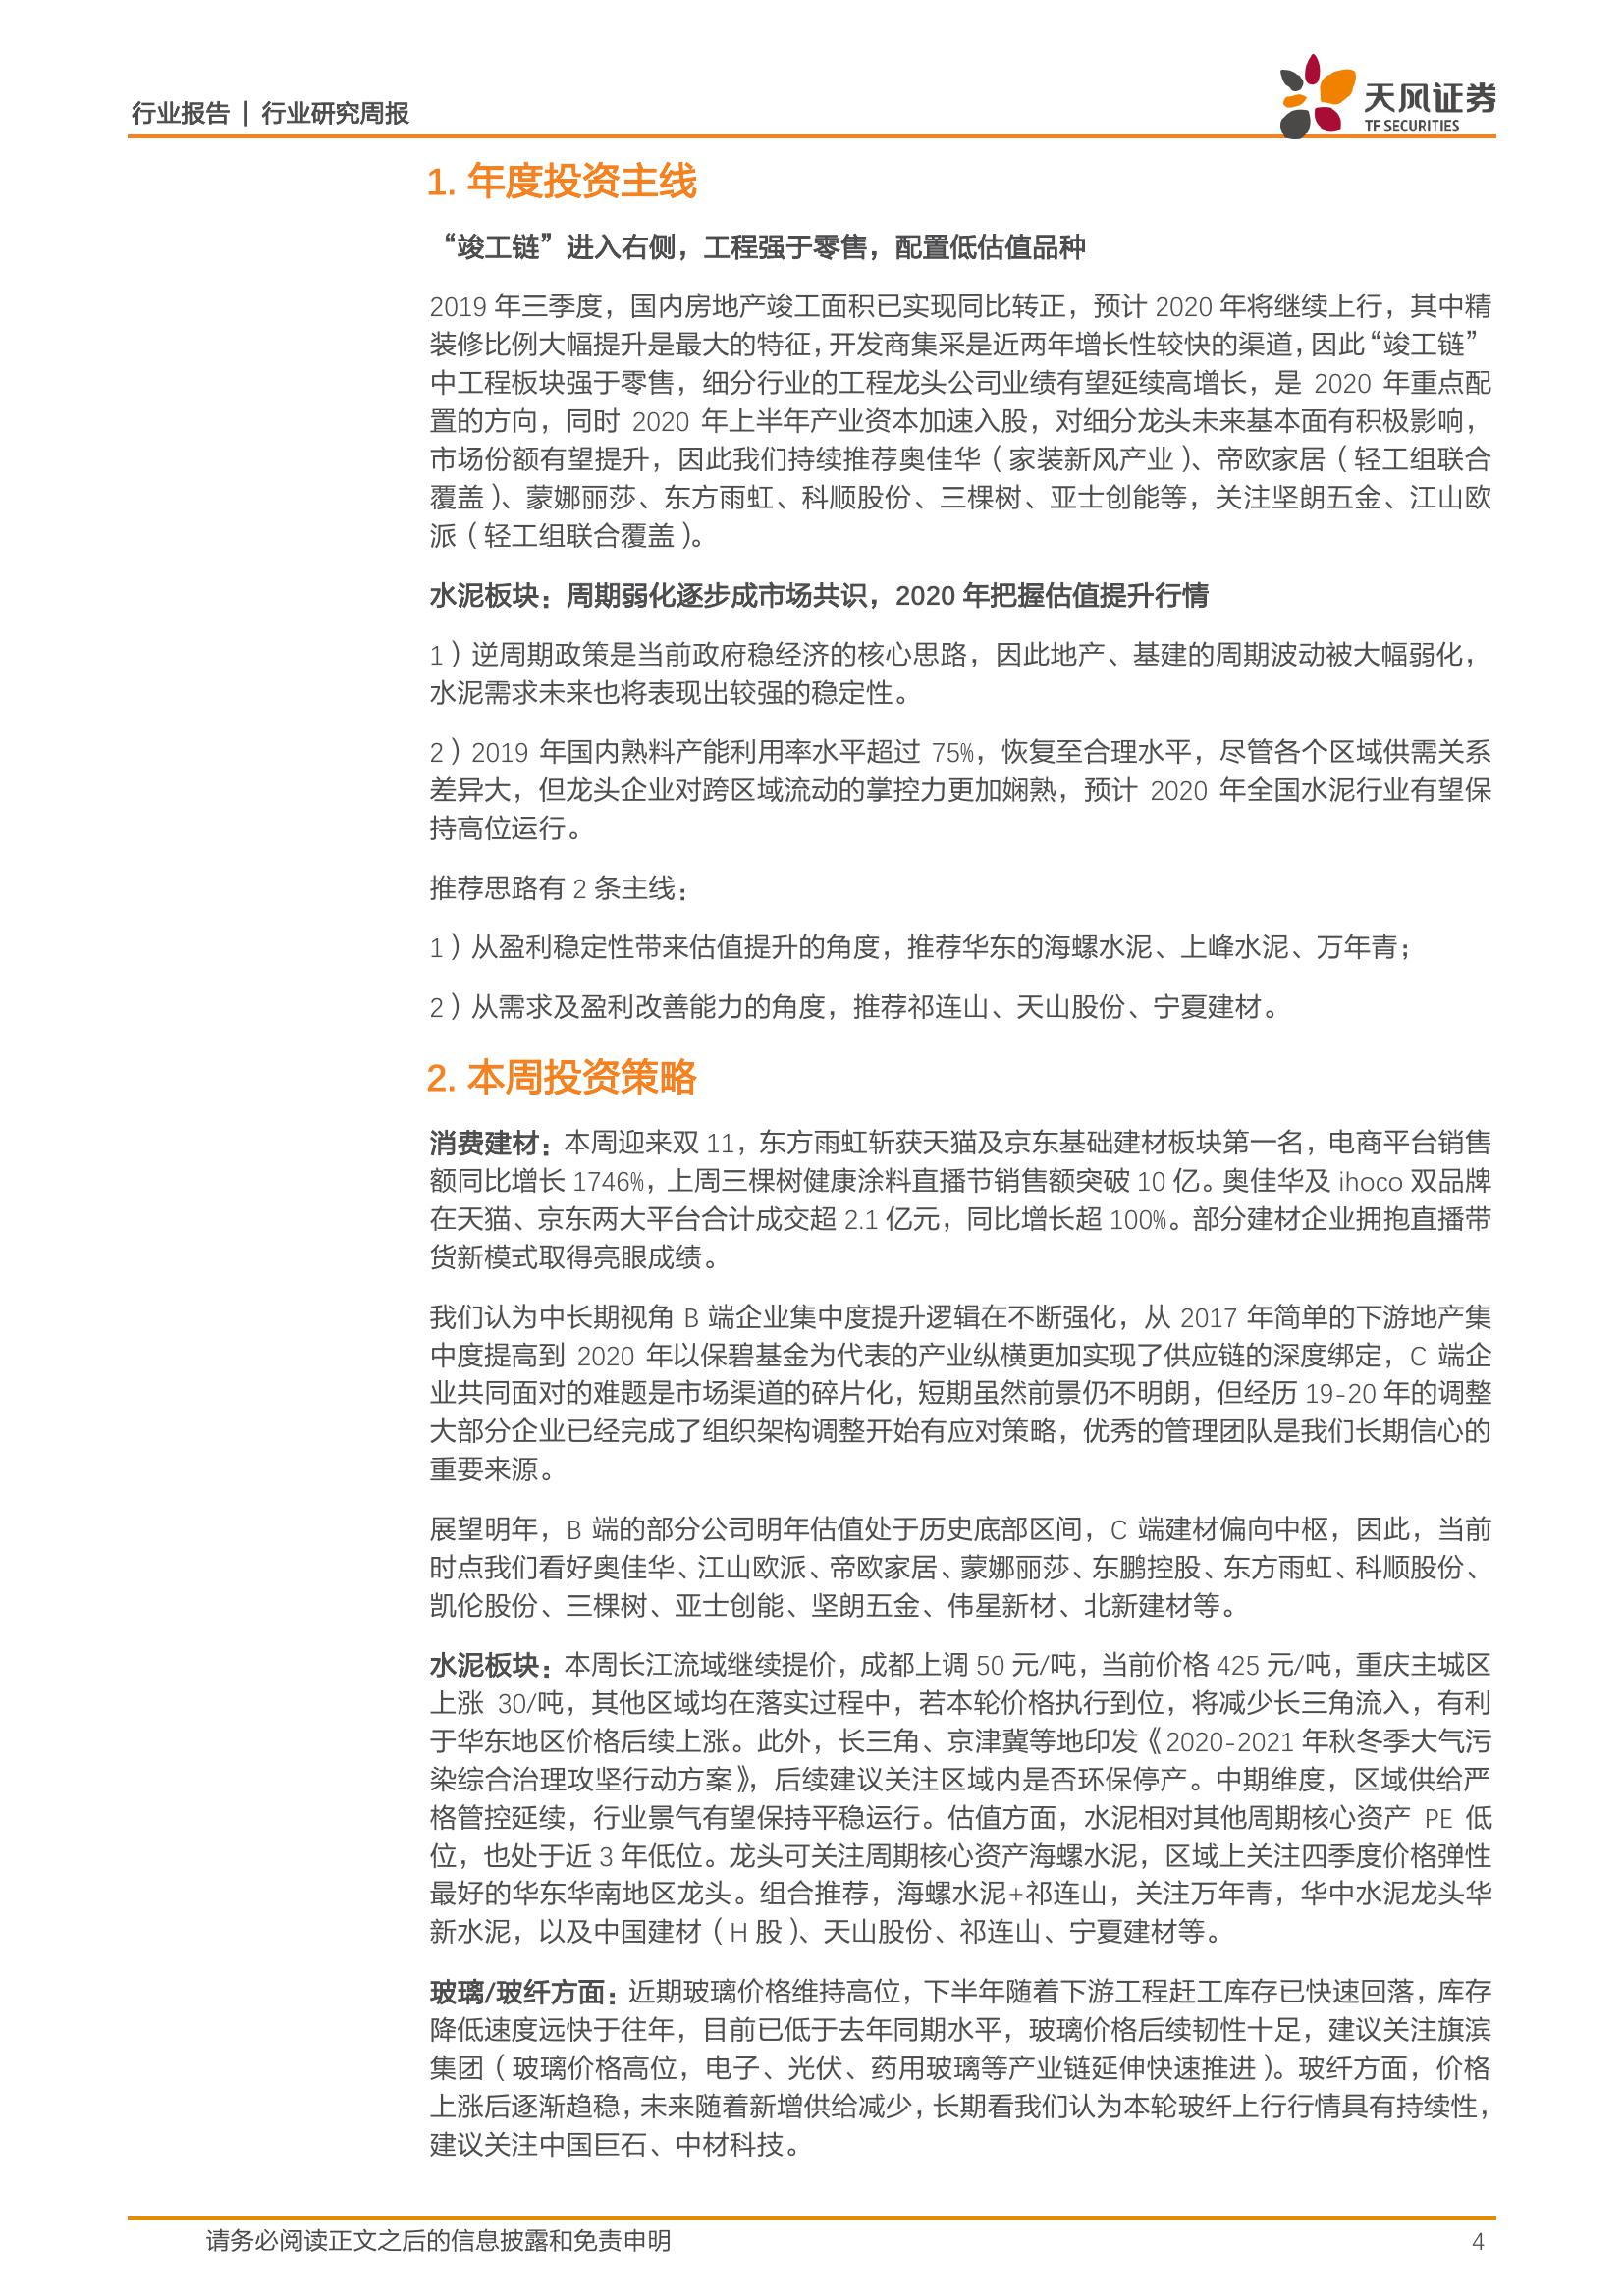 行业报告 | 行业研究周报
天风证券
TF SECURITIES
1. 年度投资主线
“竣工链”进入右侧，工程强于零售，配置低估值品种
2019 年三季度，国内房地产竣工面积已实现同比转正，预计 2020 年将继续上行，其中精
装修比例大幅提升是最大的特征，开发商集采是近两年增长性较快的渠道，因此“竣工链”
中工程板块强于零售，细分行业的工程龙头公司业绩有望延续高增长，是 2020 年重点配
置的方向，同时 2020 年上半年产业资本加速入股，对细分龙头未来基本面有积极影响，
市场份额有望提升，因此我们持续推荐奥佳华（家装新风产业）、帝欧家居（轻工组联合
覆盖）、蒙娜丽莎、东方雨虹、科顺股份、三棵树、亚士创能等，关注坚朗五金、江山欧
派（轻工组联合覆盖）。
水泥板块：周期弱化逐步成市场共识，2020 年把握估值提升行情
1）逆周期政策是当前政府稳经济的核心思路，因此地产、基建的周期波动被大幅弱化，
水泥需求未来也将表现出较强的稳定性。
2）2019 年国内熟料产能利用率水平超过 75%，恢复至合理水平，尽管各个区域供需关系
差异大，但龙头企业对跨区域流动的掌控力更加娴熟，预计 2020 年全国水泥行业有望保
持高位运行。
推荐思路有 2 条主线：
1）从盈利稳定性带来估值提升的角度，推荐华东的海螺水泥、上峰水泥、万年青；
2）从需求及盈利改善能力的角度，推荐祁连山、天山股份、宁夏建材。
2. 本周投资策略
消费建材：本周迎来双 11，东方雨虹斩获天猫及京东基础建材板块第一名，电商平台销售
额同比增长 1746%，上周三棵树健康涂料直播节销售额突破 10 亿。奥佳华及 ihoco 双品牌
在天猫、京东两大平台合计成交超 2.1 亿元，同比增长超 100%。部分建材企业拥抱直播带
货新模式取得亮眼成绩。
我们认为中长期视角 B 端企业集中度提升逻辑在不断强化，从 2017 年简单的下游地产集
中度提高到 2020 年以保碧基金为代表的产业纵横更加实现了供应链的深度绑定，C 端企
业共同面对的难题是市场渠道的碎片化，短期虽然前景仍不明朗，但经历 19-20 年的调整
大部分企业已经完成了组织架构调整开始有应对策略，优秀的管理团队是我们长期信心的
重要来源。
展望明年，B 端的部分公司明年估值处于历史底部区间，C 端建材偏向中枢，因此，当前
时点我们看好奥佳华、江山欧派、帝欧家居、蒙娜丽莎、东鹏控股、东方雨虹、科顺股份、
凯伦股份、三棵树、亚士创能、坚朗五金、伟星新材、北新建材等。
水泥板块：本周长江流域继续提价，成都上调 50 元/吨，当前价格 425 元/吨，重庆主城区
上涨 30/吨，其他区域均在落实过程中，若本轮价格执行到位，将减少长三角流入，有利
于华东地区价格后续上涨。此外，长三角、京津冀等地印发《2020-2021 年秋冬季大气污
染综合治理攻坚行动方案》，后续建议关注区域内是否环保停产。中期维度，区域供给严
格管控延续，行业景气有望保持平稳运行。估值方面，水泥相对其他周期核心资产 PE 低
位，也处于近 3 年低位。龙头可关注周期核心资产海螺水泥，区域上关注四季度价格弹性
最好的华东华南地区龙头。组合推荐，海螺水泥+祁连山，关注万年青，华中水泥龙头华
新水泥，以及中国建材（H 股）、天山股份、祁连山、宁夏建材等。
玻璃/玻纤方面：近期玻璃价格维持高位，下半年随着下游工程赶工库存已快速回落，库存
降低速度远快于往年，目前已低于去年同期水平，玻璃价格后续韧性十足，建议关注旗滨
集团（玻璃价格高位，电子、光伏、药用玻璃等产业链延伸快速推进）。玻纤方面，价格
上涨后逐渐趋稳，未来随着新增供给减少，长期看我们认为本轮玻纤上行行情具有持续性，
建议关注中国巨石、中材科技。
请务必阅读正文之后的信息披露和免责申明
4